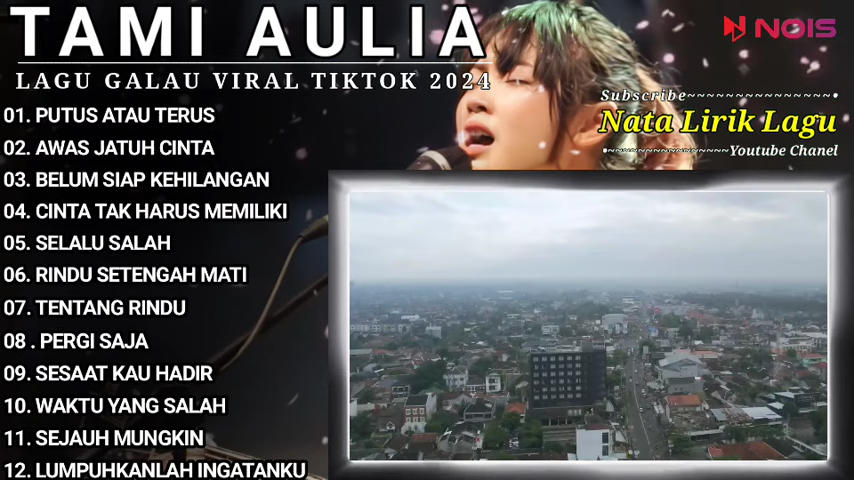 TAMI AULIA
LAGU GALAU VIRAL TIKTOK 2024
01. PUTUS ATAU TERUS
02. AWAS JATUH CINTA
03. BELUM SIAP KEHILANGAN
04. CINTA TAK HARUS MEMILIKI
05. SELALU SALAH
06. RINDU SETENGAH MATI
07. TENTANG RINDU
08 . PERGI SAJA
09. SESAAT KAU HADIR
10. WAKTU YANG SALAH
11. SEJAUH MUNGKIN
12. LUMPUHKANLAH INGATANKU
NOIS
Subscribe~~~~~~~~~~~~~~~•
Nata Lirik Lagu
•~~~~~~~~~~~~~~~~Youtube Chanel